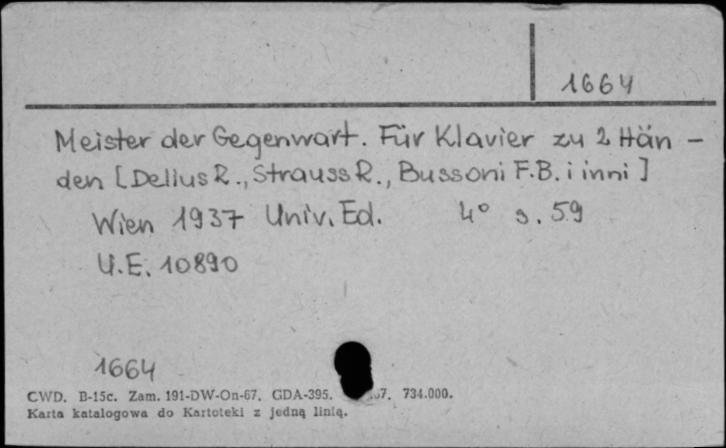 1664
Meister der Gegenwart. Für Klavier zu 2 Hän-
den [Delius R., Strauss R., Bussoni F.B. i inni]
Wien 1937 Univ. Ed. 4° s. 59
U.E. 10890
1664
CWD. B-15c. Zam. 191-DW-On-67. GDA-395. 67. 734.000.
Karta katalogowa do Kartoteki z jedną linią.